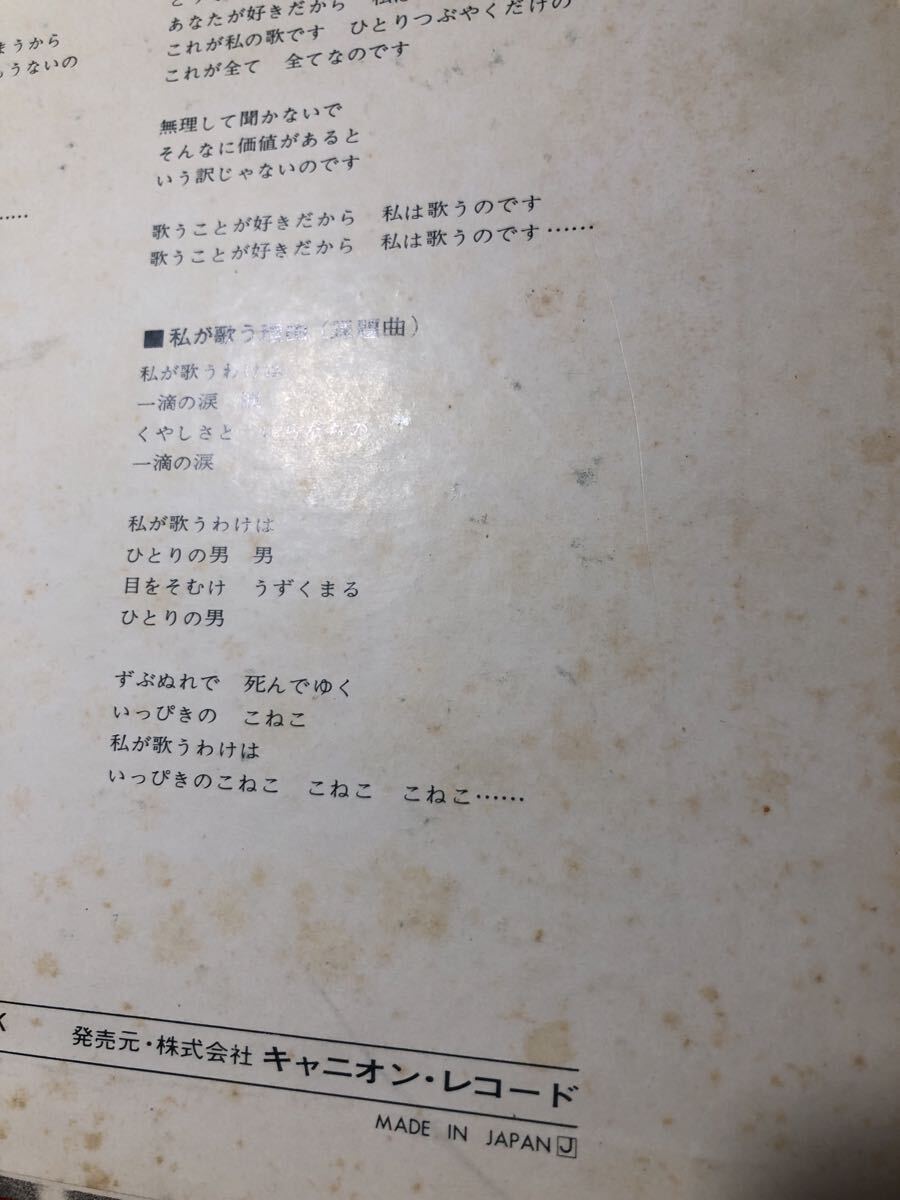 まうから
もうないの
……
あなたが好きだから　私は
これが私の歌です　ひとりつぶやくだけの
これが全て　全てなのです
無理して聞かないで
そんなに価値があると
いう訳じゃないのです
歌うことが好きだから　私は歌うのです
歌うことが好きだから　私は歌うのです……
■私が歌う理由（主題曲）
私が歌うわけは
一滴の涙
くやしさと
一滴の涙
私が歌うわけは
ひとりの男　男
目をそむけ　うずくまる
ひとりの男
ずぶぬれで　死んでゆく
いっぴきの　こねこ
私が歌うわけは
いっぴきのこねこ　こねこ　こねこ……
K　発売元・株式会社 キャニオン・レコード
MADE IN JAPAN J